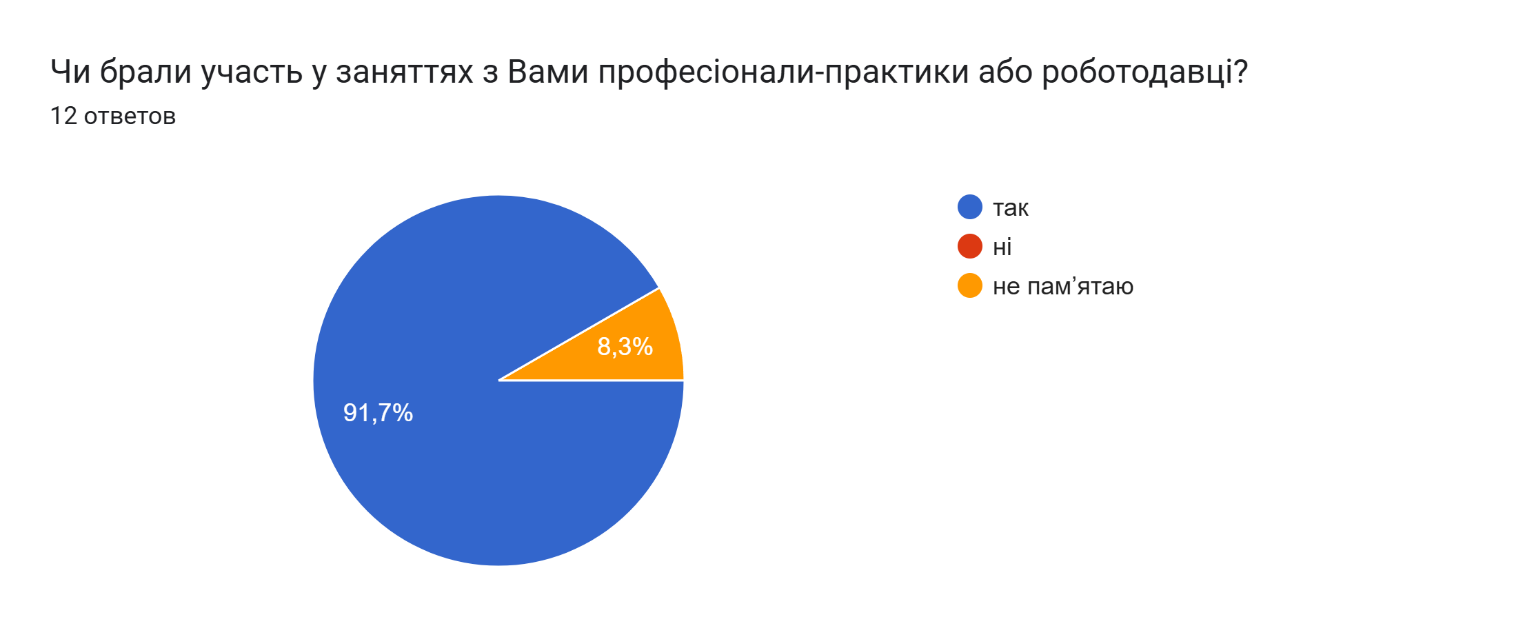 Чи брали участь у заняттях з Вами професіонали-практики або роботодавці?
12 ответов
так
ні
не пам’ятаю
8,3%
91,7%